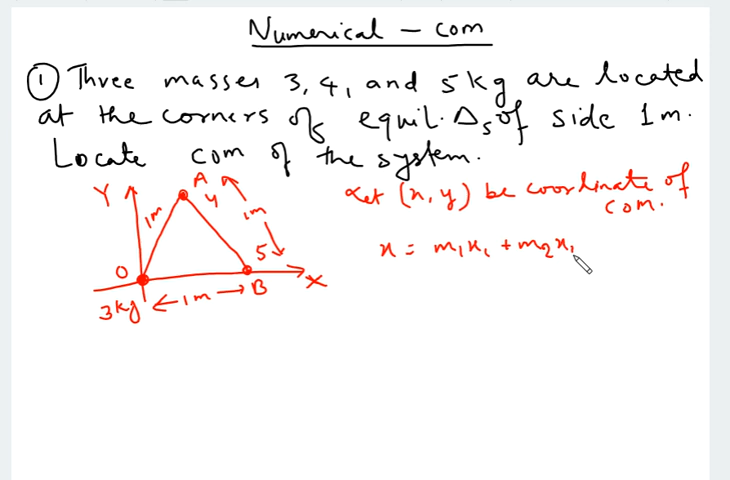 Numerical - com
① Three masses 3, 4, and 5 kg are located
at the corners of equil. Δs of side 1m.
Locate com of the system.
Let (x, y) be coordinate of
com.
x = m₁x₁ + m₂x₁
Y
A
4
1m
1m
O
5
3kg
1m
B
X